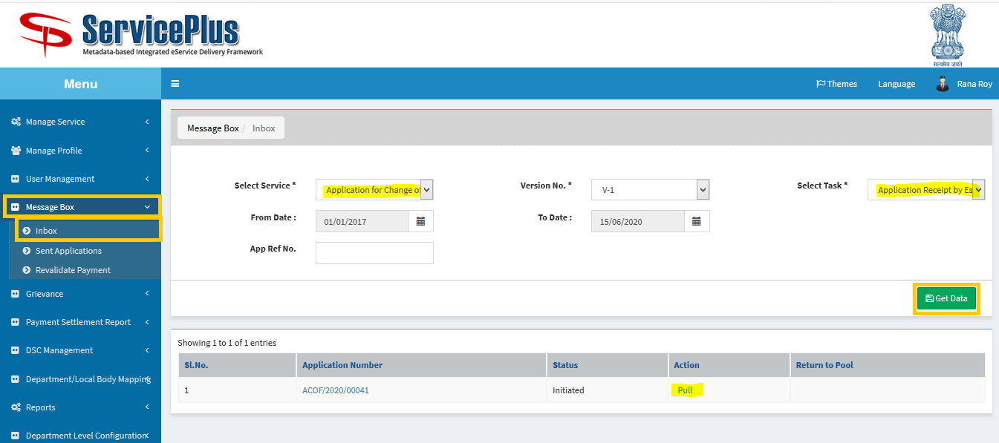 ServicePlus
Metadata-based Integrated eService Delivery Framework
सत्यमेव जयते
Menu
Themes Language Rana Roy
Manage Service
Manage Profile
User Management
Message Box
Inbox
Sent Applications
Revalidate Payment
Grievance
Payment Settlement Report
DSC Management
Department/Local Body Mapping
Reports
Department Level Configuration
Message Box / Inbox
Select Service * Application for Change of Version No. * V-1 Select Task * Application Receipt by Es
From Date : 01/01/2017 To Date : 15/06/2020
App Ref No.
Get Data
Showing 1 to 1 of 1 entries
Sl.No. Application Number Status Action Return to Pool
1 ACOF/2020/00041 Initiated Pull